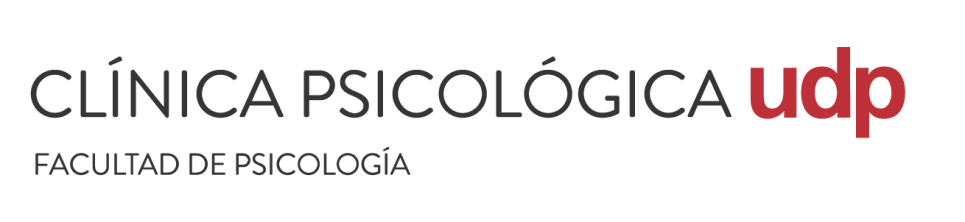 CLÍNICA PSICOLÓGICA udp
FACULTAD DE PSICOLOGÍA